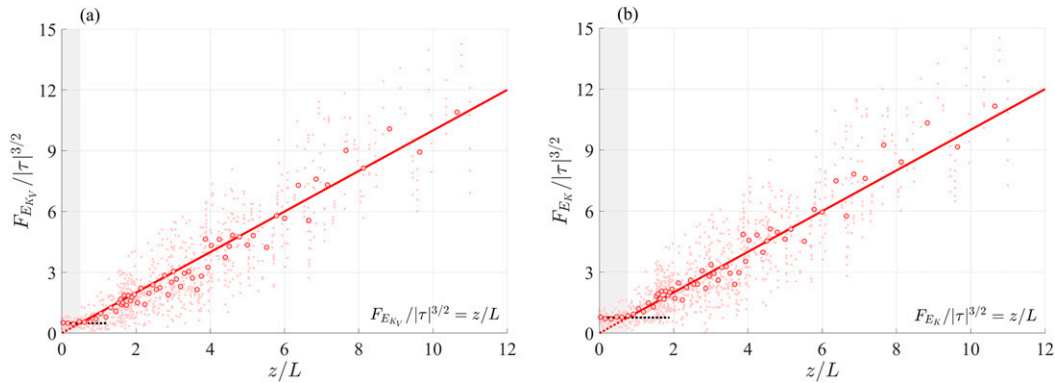 (a)
15
12
9
6
3
0
F_{E_{K_V}}/|τ|^{3/2}
F_{E_{K_V}}/|τ|^{3/2} = z/L
0 2 4 6 8 10 12
z/L
(b)
15
12
9
6
3
0
F_{E_K}/|τ|^{3/2}
F_{E_K}/|τ|^{3/2} = z/L
0 2 4 6 8 10 12
z/L